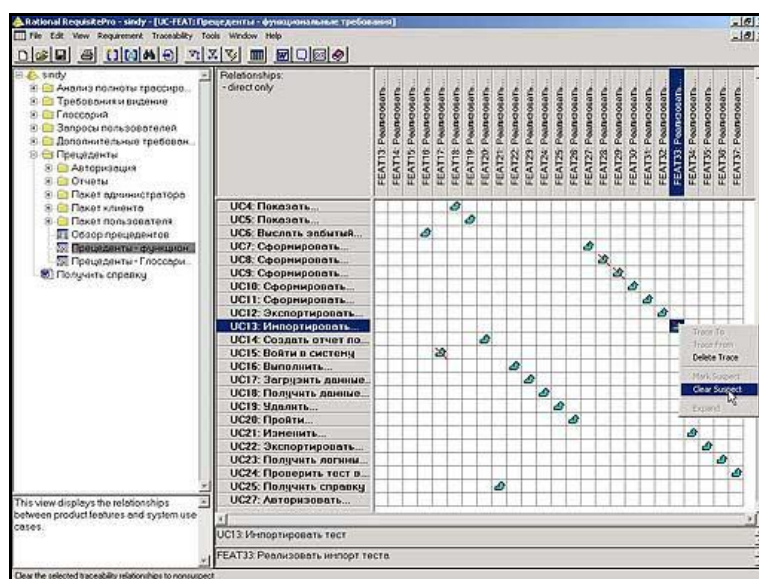 Rational RequisitePro - sindy - [UC-FEAT: Прецеденты - функциональные требования]
File Edit View Requirement Traceability Tools Window Help
sindy
Анализ полноты трассиро...
Требования и видение
Глоссарий
Запросы пользователей
Дополнительные требован...
Прецеденты
Авторизация
Отчеты
Пакет администратора
Пакет клиента
Пакет пользователя
Обзор прецедентов
Прецеденты - функцион...
Прецеденты - Глоссари...
Получить справку
This view displays the relationships
between product features and system use
cases.
Relationships:
- direct only
FEAT13: Реализовать...
FEAT14: Реализовать...
FEAT15: Реализовать...
FEAT16: Реализовать...
FEAT17: Реализовать...
FEAT18: Реализовать...
FEAT19: Реализовать...
FEAT20: Реализовать...
FEAT21: Реализовать...
FEAT22: Реализовать...
FEAT23: Реализовать...
FEAT24: Реализовать...
FEAT25: Реализовать...
FEAT26: Реализовать...
FEAT27: Реализовать...
FEAT28: Реализовать...
FEAT29: Реализовать...
FEAT30: Реализовать...
FEAT31: Реализовать...
FEAT32: Реализовать...
FEAT33: Реализовать...
FEAT34: Реализовать...
FEAT35: Реализовать...
FEAT36: Реализовать...
FEAT37: Реализовать...
UC4: Показать...
UC5: Показать...
UC6: Выслать забытый...
UC7: Сформировать...
UC8: Сформировать...
UC9: Сформировать...
UC10: Сформировать...
UC11: Сформировать...
UC12: Экспортировать...
UC13: Импортировать...
UC14: Создать отчет по...
UC15: Войти в систему
UC16: Выполнить...
UC17: Загрузить данные...
UC18: Получить данные...
UC19: Удалить...
UC20: Пройти...
UC21: Изменить...
UC22: Экспортировать...
UC23: Получить логины...
UC24: Проверить тест в...
UC25: Получить справку
UC27: Авторизовать...
Trace To
Trace From
Delete Trace
Mark Suspect
Clear Suspect
Expand
UC13: Импортировать тест
FEAT33: Реализовать импорт теста
Clear the selected traceability relationships to nonsuspect